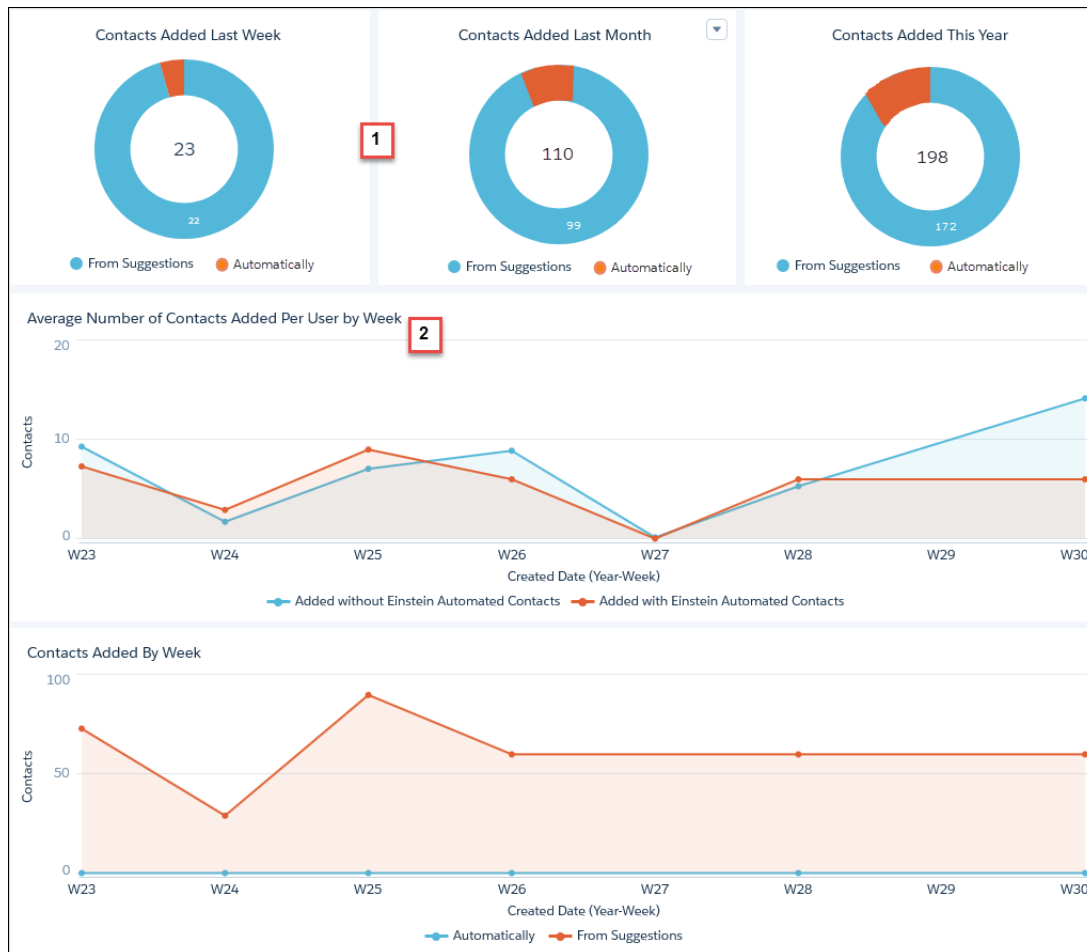 Contacts Added Last Week
Contacts Added Last Month
Contacts Added This Year
23
1
110
198
22
99
172
From Suggestions Automatically
From Suggestions Automatically
From Suggestions Automatically
Average Number of Contacts Added Per User by Week
2
20
10
0
Contacts
W23 W24 W25 W26 W27 W28 W29 W30
Created Date (Year-Week)
Added without Einstein Automated Contacts Added with Einstein Automated Contacts
Contacts Added By Week
100
50
0
Contacts
W23 W24 W25 W26 W27 W28 W29 W30
Created Date (Year-Week)
Automatically From Suggestions